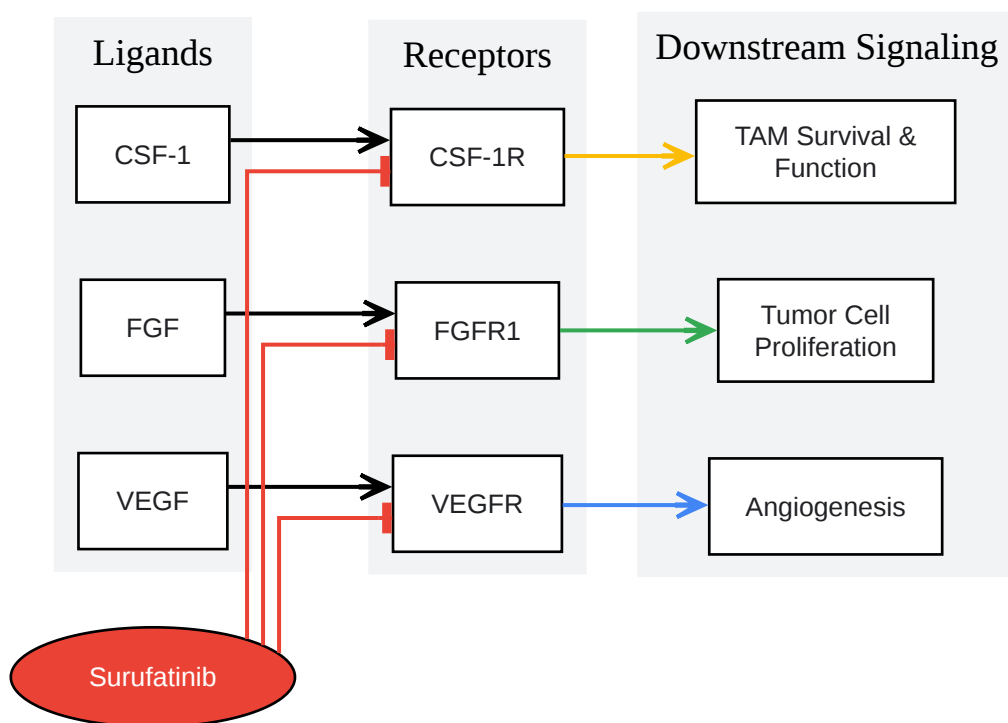 Ligands
Receptors
Downstream Signaling
CSF-1
CSF-1R
TAM Survival &
Function
FGF
FGFR1
Tumor Cell
Proliferation
VEGF
VEGFR
Angiogenesis
Surufatinib